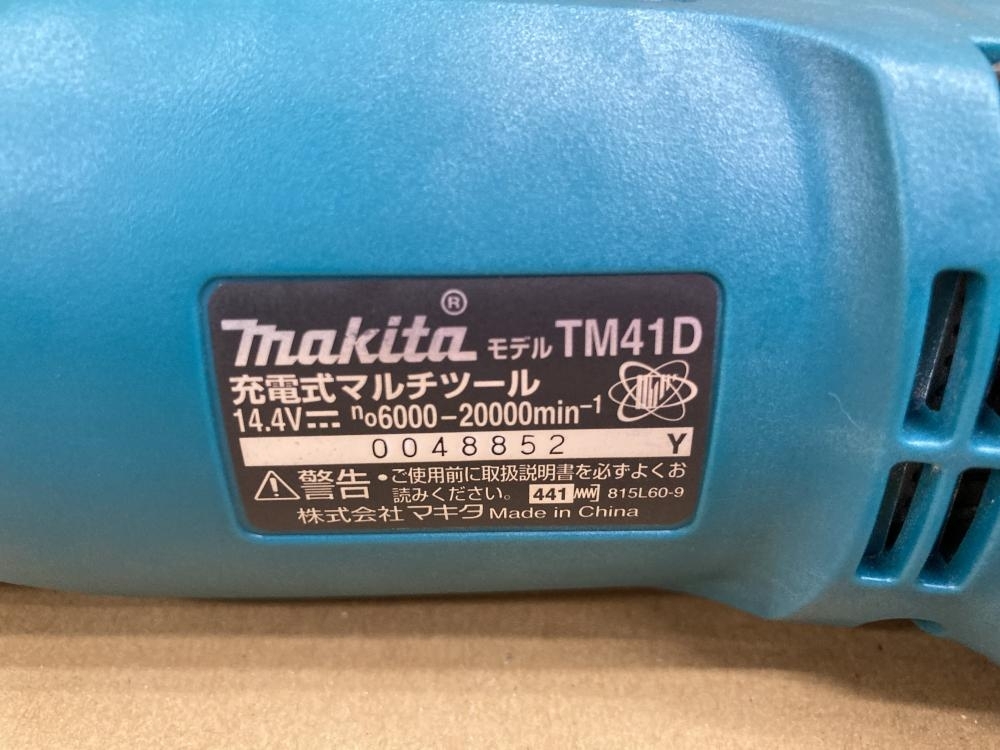 makita® モデル TM41D
充電式マルチツール
14.4V⎓ n₀6000-20000min⁻¹
0048852 Y
⚠警告 •ご使用前に取扱説明書を必ずよくお
読みください。 441 815L60-9
株式会社マキタ Made in China